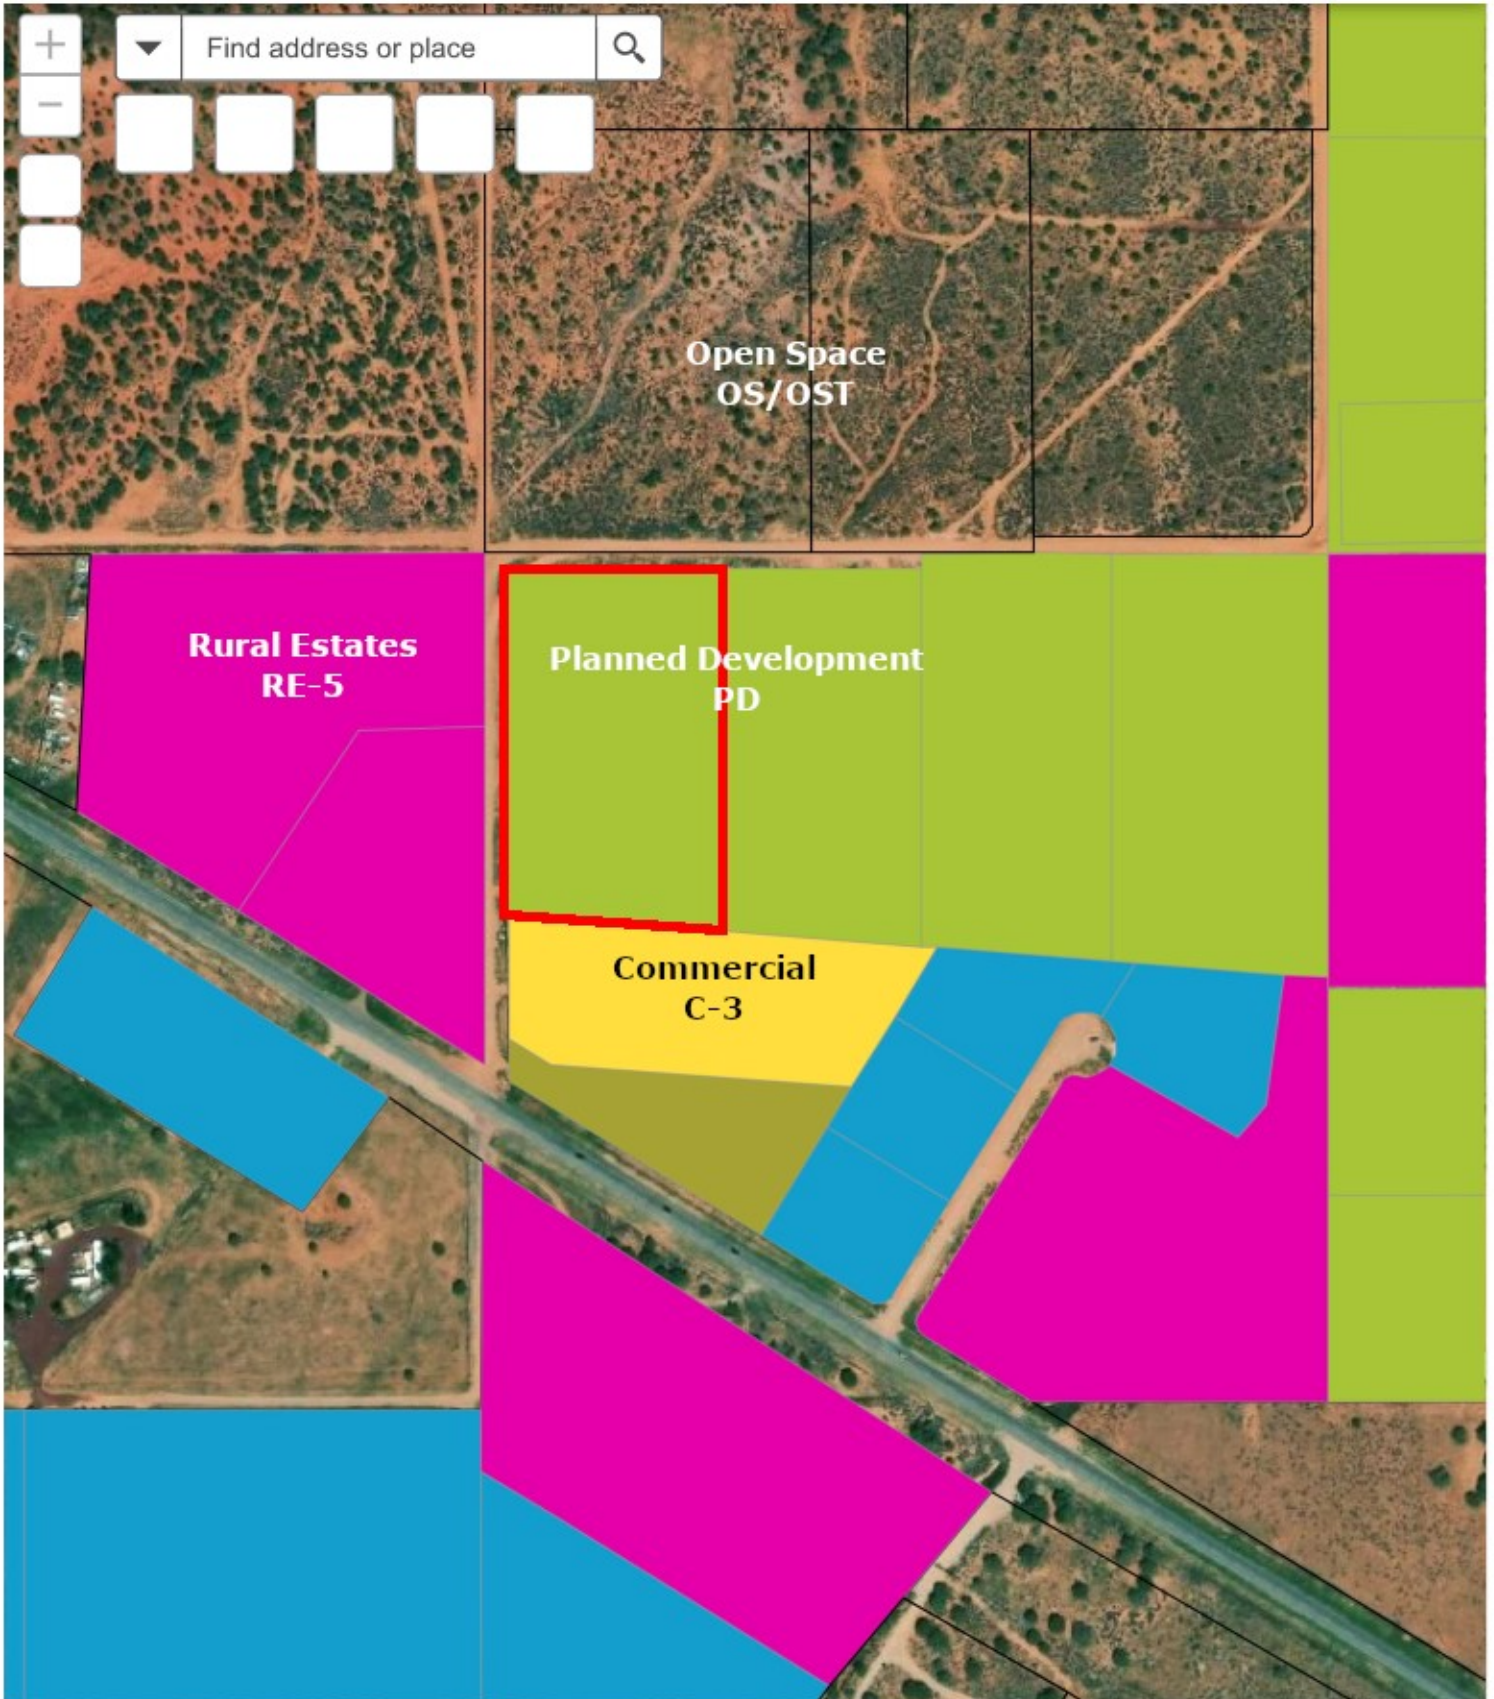 Find address or place
Open Space
OS/OST
Rural Estates
RE-5
Planned Development
PD
Commercial
C-3